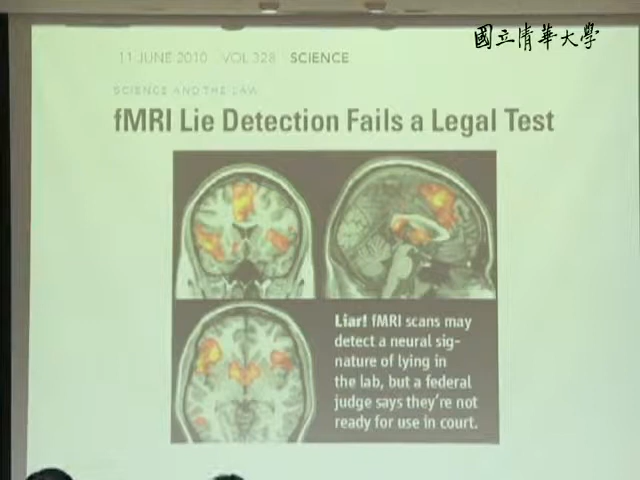 國立清華大學
11 JUNE 2010 VOL 328 SCIENCE
SCIENCE AND THE LAW
fMRI Lie Detection Fails a Legal Test
Liar! fMRI scans may
detect a neural sig-
nature of lying in
the lab, but a federal
judge says they're not
ready for use in court.